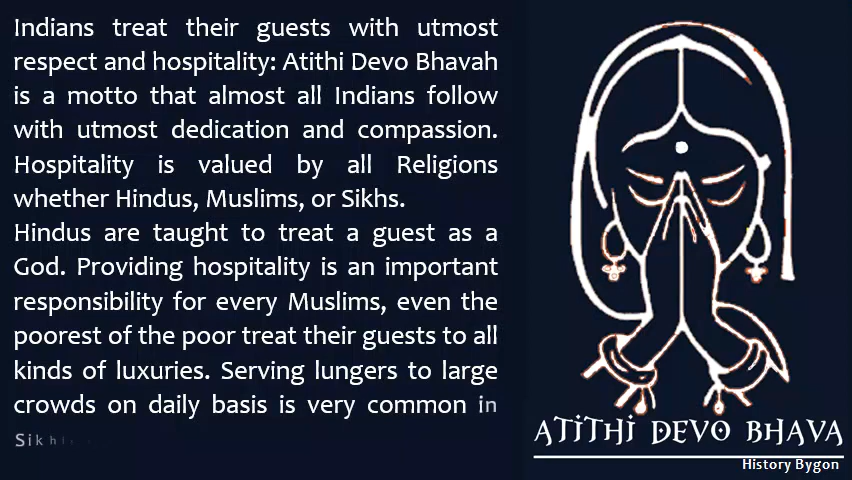 Indians treat their guests with utmost
respect and hospitality: Atithi Devo Bhavah
is a motto that almost all Indians follow
with utmost dedication and compassion.
Hospitality is valued by all Religions
whether Hindus, Muslims, or Sikhs.
Hindus are taught to treat a guest as a
God. Providing hospitality is an important
responsibility for every Muslims, even the
poorest of the poor treat their guests to all
kinds of luxuries. Serving lungers to large
crowds on daily basis is very common in
ATITHI DEVO BHAVA
History Bygon